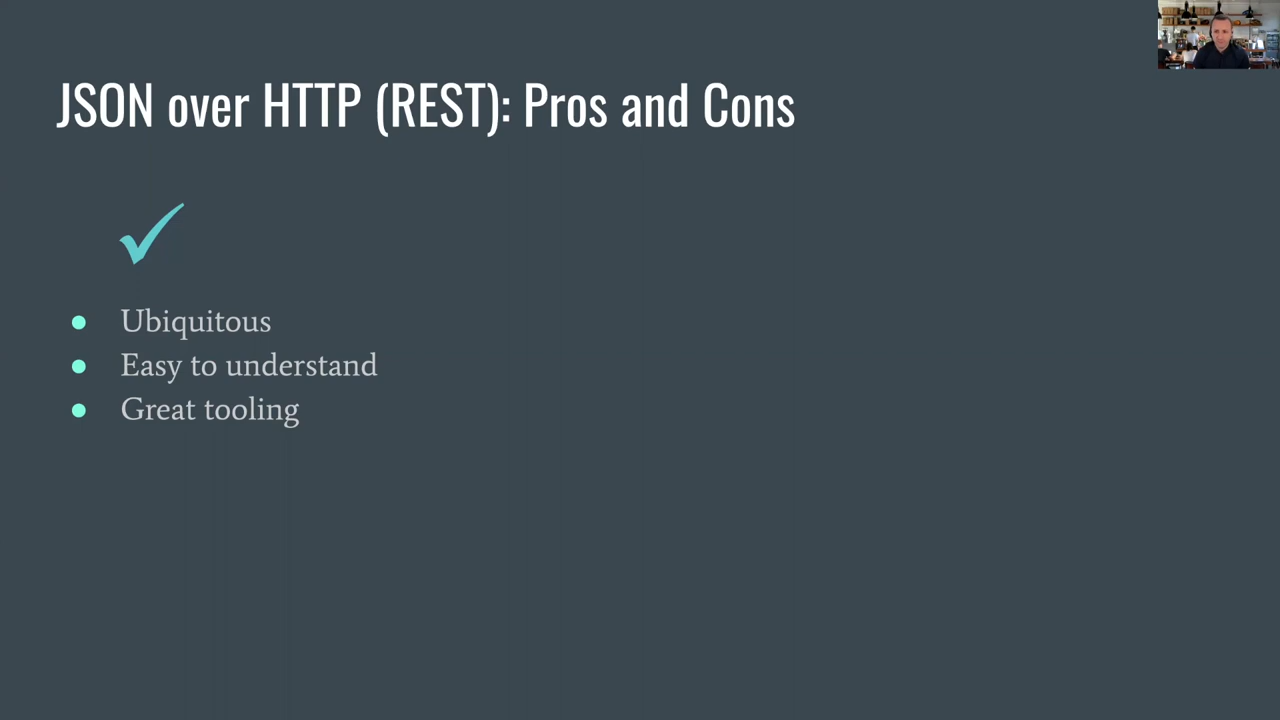 JSON over HTTP (REST): Pros and Cons
Ubiquitous
Easy to understand
Great tooling